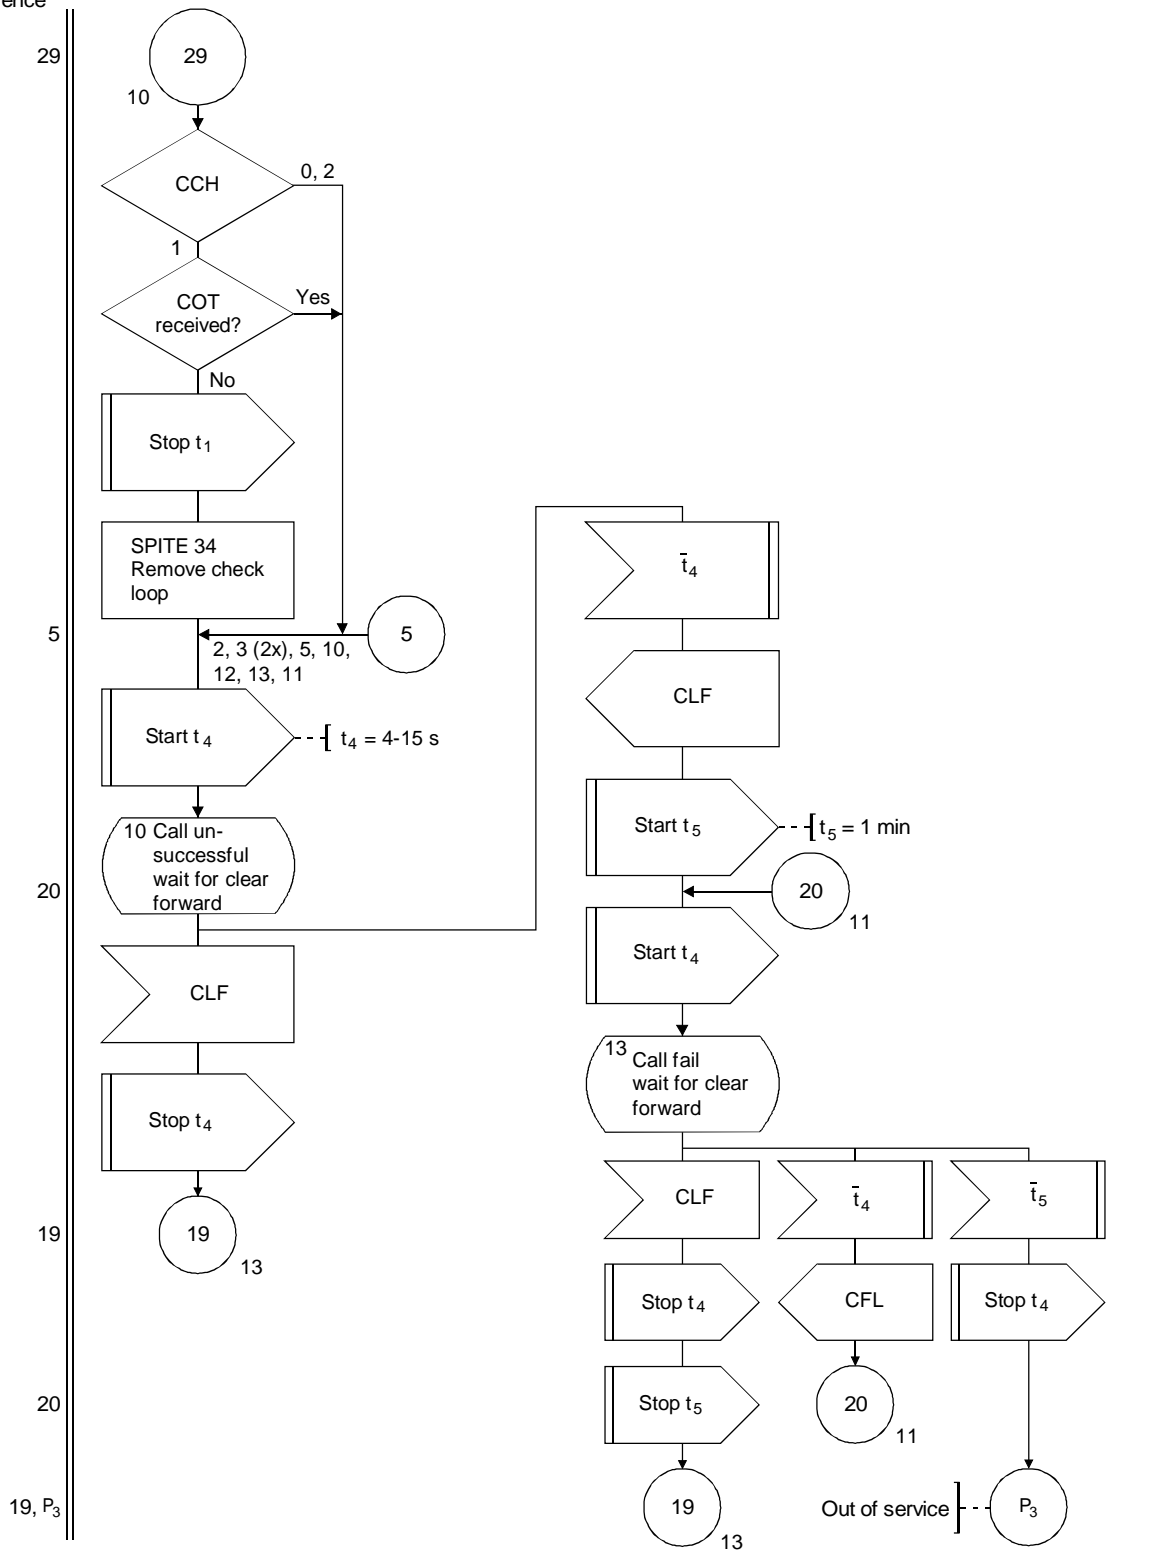 ence
29
29
10
CCH
0, 2
1
COT
received?
Yes
No
Stop t1
SPITE 34
Remove check
loop
5
5
2, 3 (2x), 5, 10,
12, 13, 11
Start t4
t4 = 4-15 s
10 Call un-
successful
wait for clear
forward
20
CLF
Stop t4
19
19
13
t̄4
CLF
Start t5
t5 = 1 min
20
11
Start t4
13 Call fail
wait for clear
forward
CLF
t̄4
t̄5
Stop t4
CFL
Stop t4
20
Stop t5
20
11
19, P3
19
13
Out of service
P3